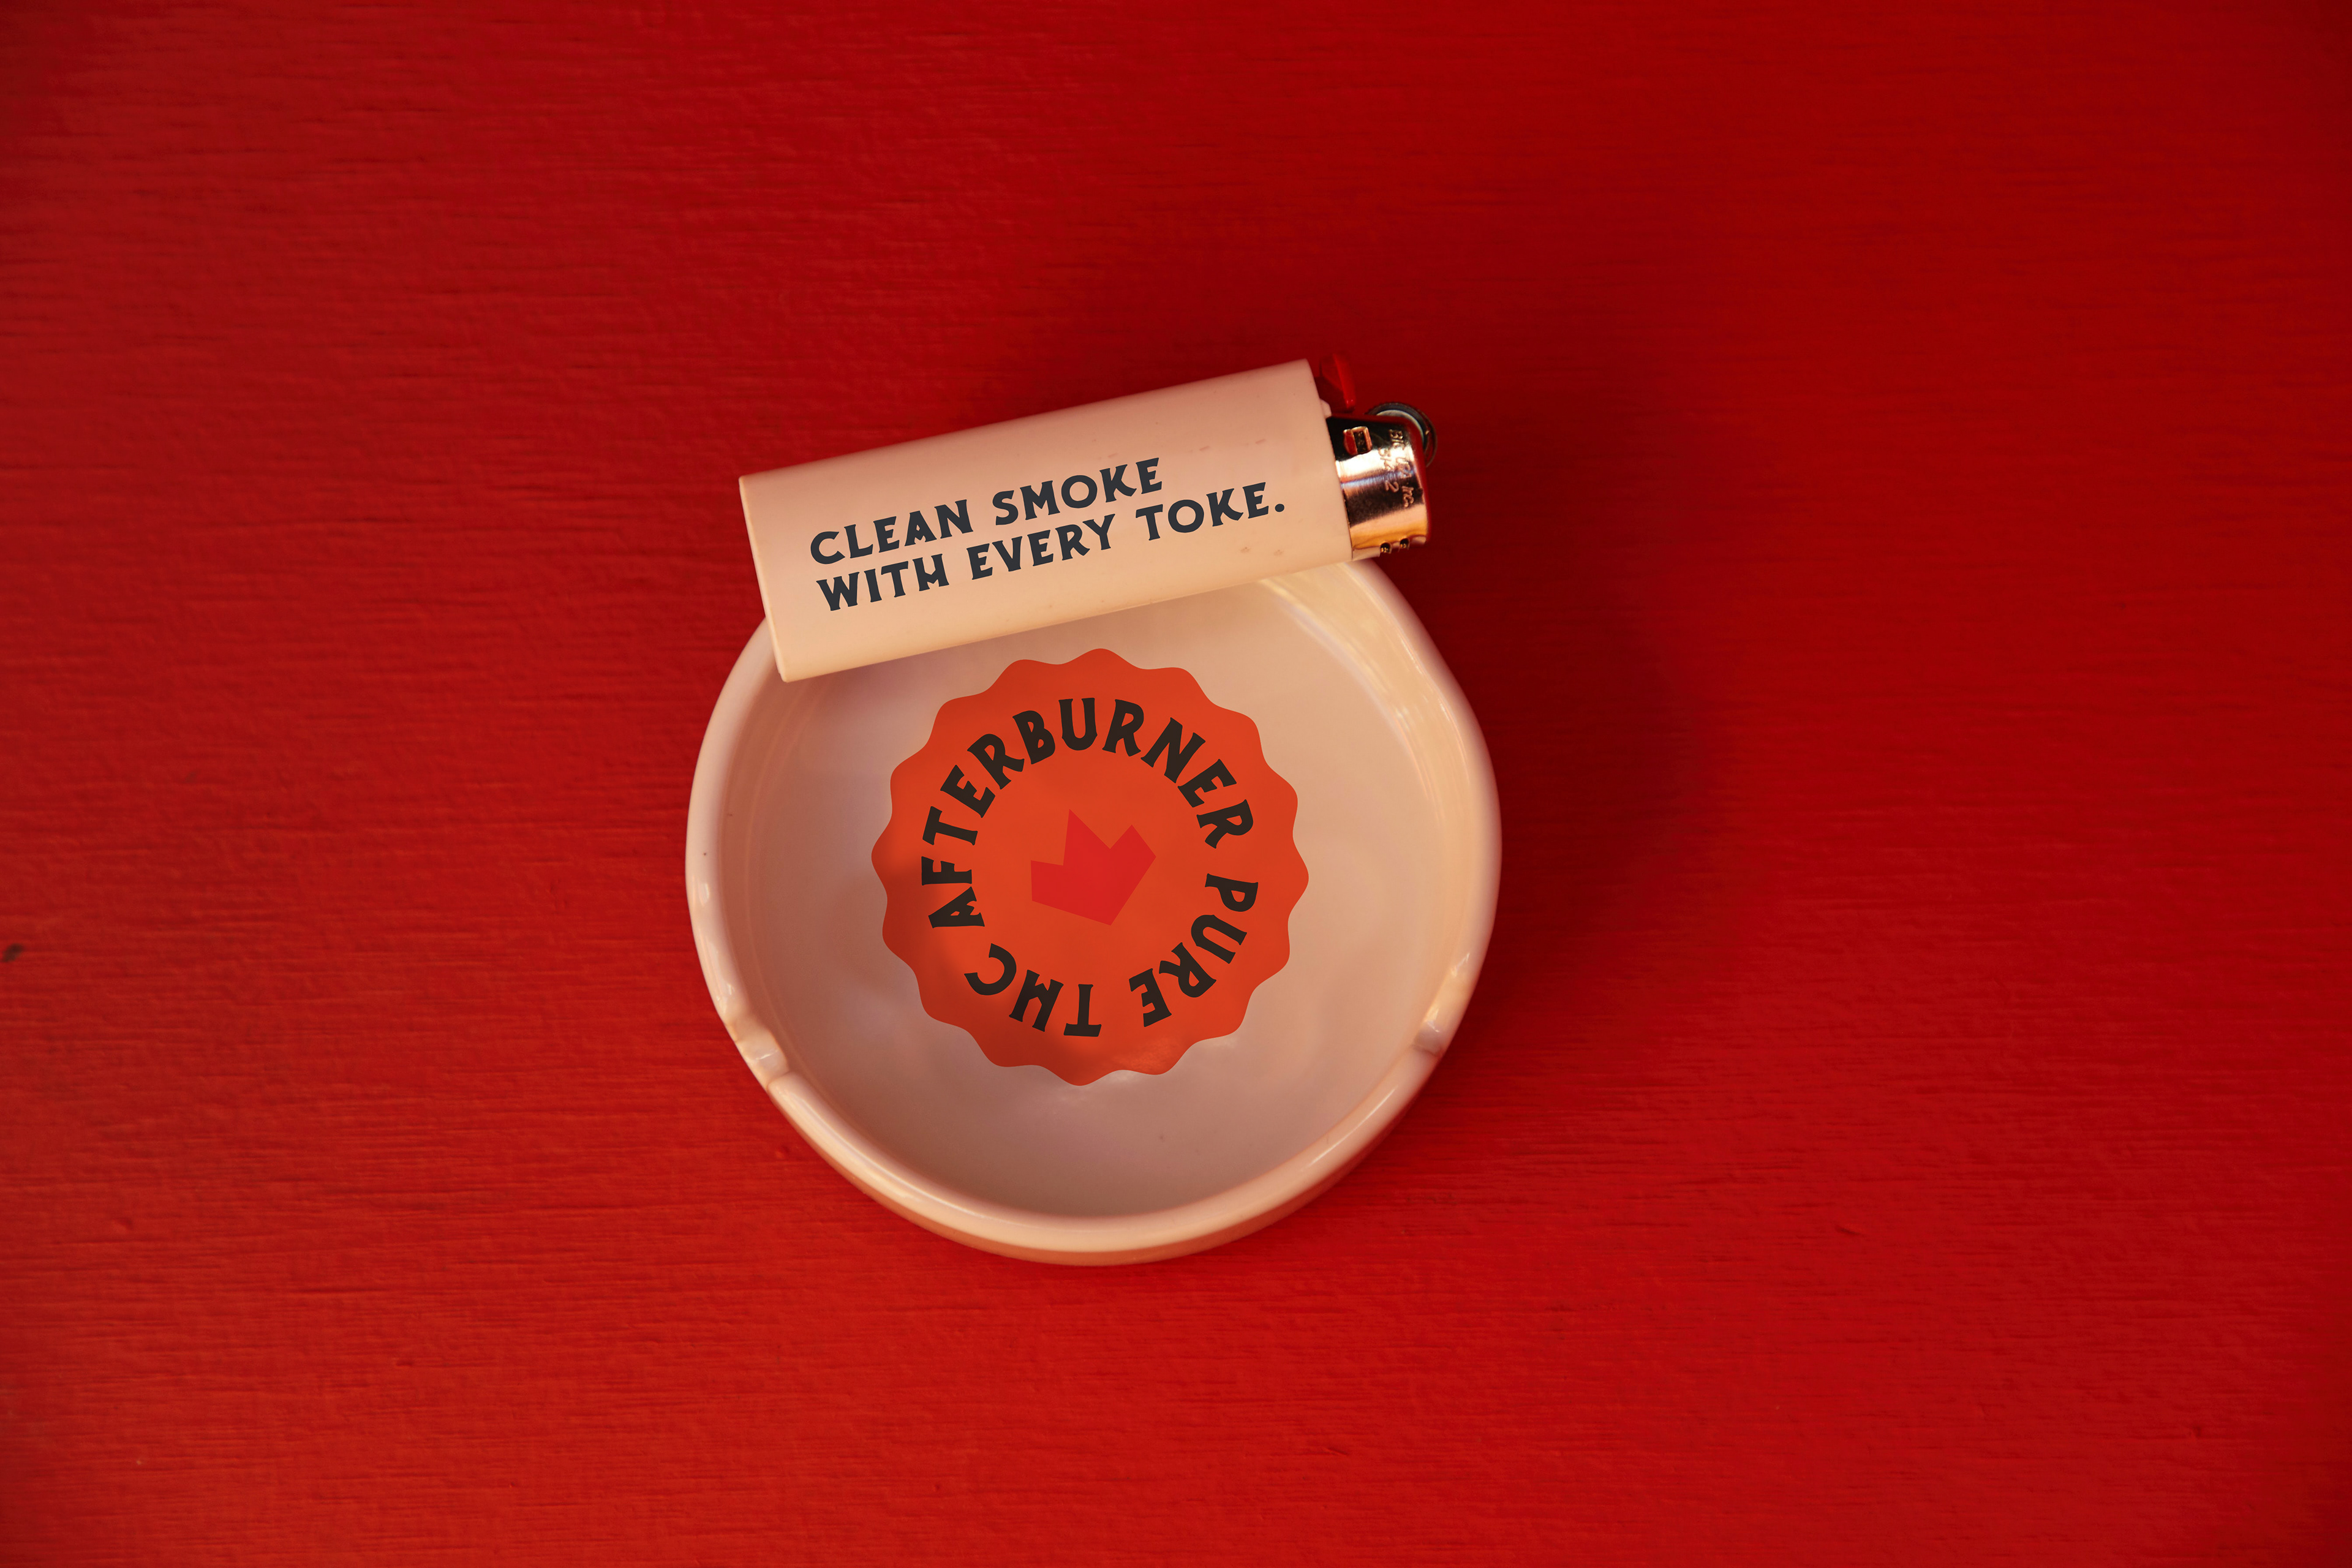 CLEAN SMOKE
WITH EVERY TOKE.
AFTERBURNER PURE THC